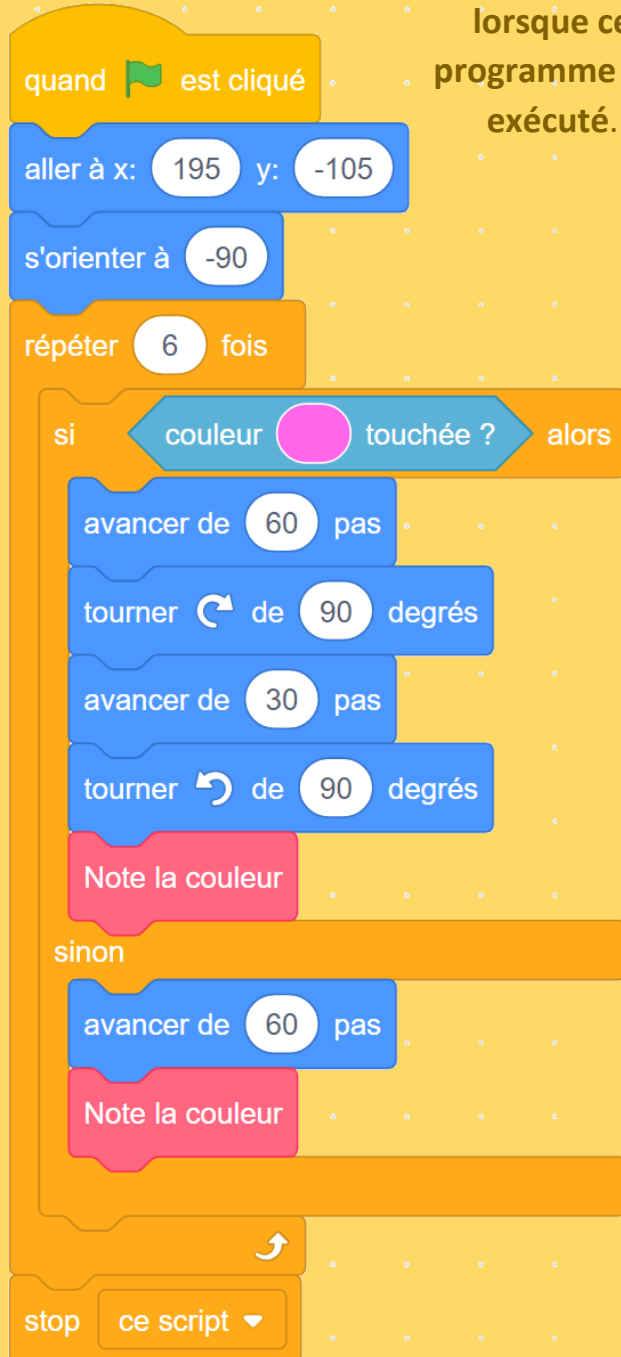 lorsque ce
programme
exécuté.
quand est cliqué
aller à x: 195 y: -105
s'orienter à -90
répéter 6 fois
si couleur touchée ? alors
avancer de 60 pas
tourner de 90 degrés
avancer de 30 pas
tourner de 90 degrés
Note la couleur
sinon
avancer de 60 pas
Note la couleur
stop ce script